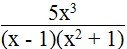 5x³
(x - 1)(x² + 1)